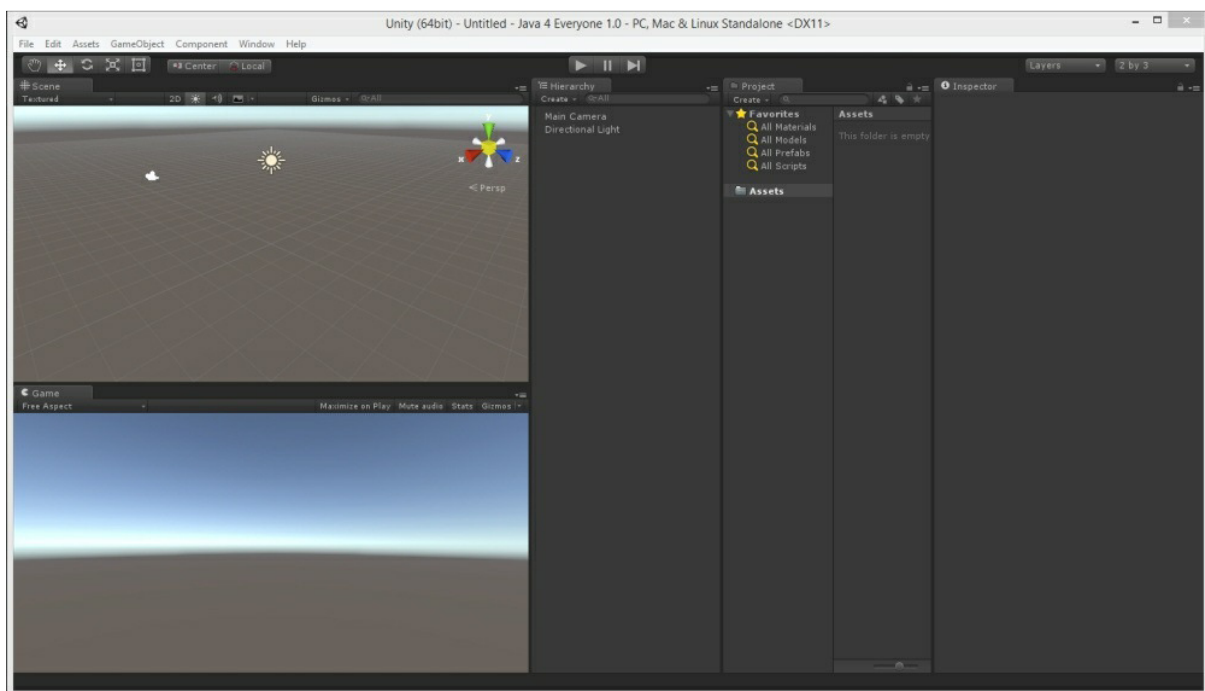 Unity (64bit) - Untitled - Java 4 Everyone 1.0 - PC, Mac & Linux Standalone <DX11>
File Edit Assets GameObject Component Window Help
Center Local Layers 2 by 3
Scene
Textured 2D Gizmos All
y
x z
Persp
Game
Free Aspect Maximize on Play Mute audio Stats Gizmos
Hierarchy
Create All
Main Camera
Directional Light
Project
Create
Favorites
All Materials
All Models
All Prefabs
All Scripts
Assets
Assets
This folder is empty
Inspector